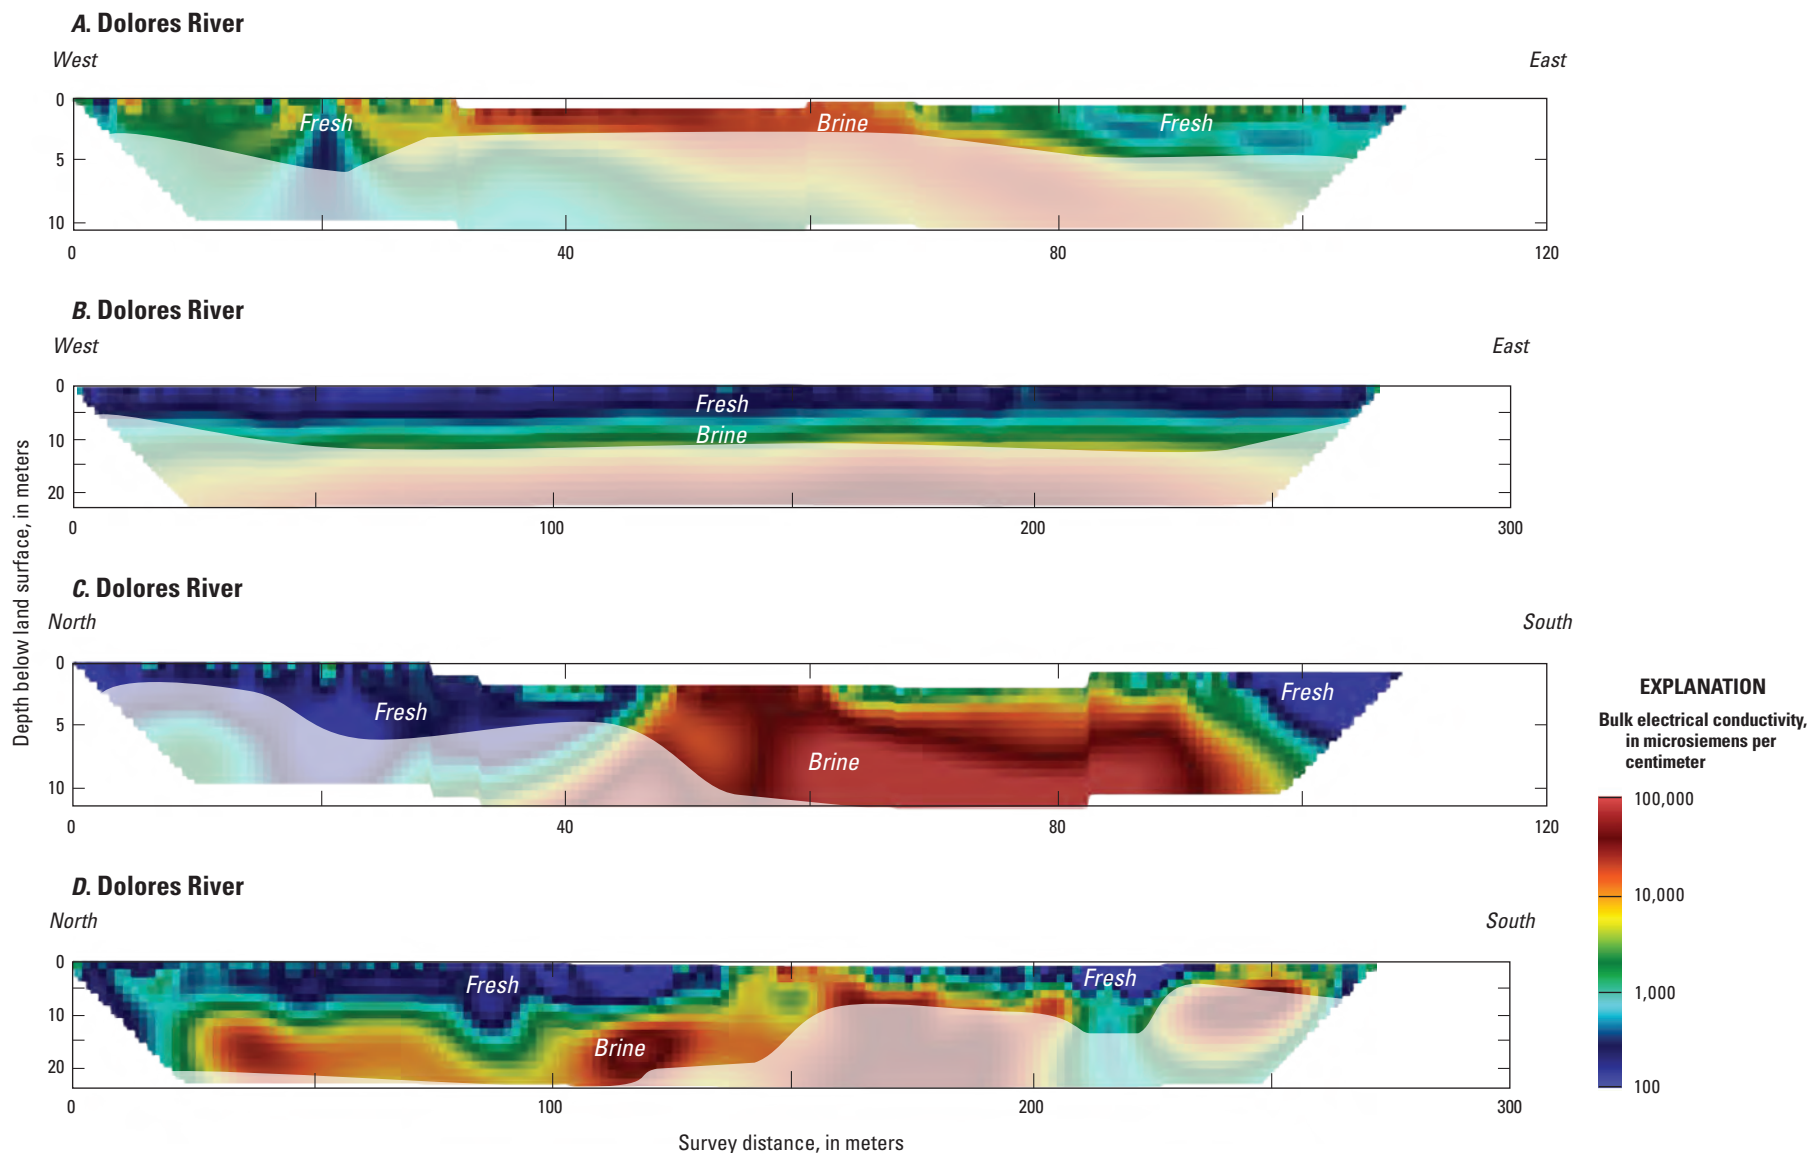 A. Dolores River
West
East
0
5
10
Fresh
Brine
Fresh
0
40
80
120
B. Dolores River
West
East
0
10
20
Fresh
Brine
0
100
200
300
C. Dolores River
North
South
0
5
10
Fresh
Brine
Fresh
0
40
80
120
D. Dolores River
North
South
0
10
20
Fresh
Brine
Fresh
0
100
200
300
Depth below land surface, in meters
Survey distance, in meters
EXPLANATION
Bulk electrical conductivity,
in microsiemens per
centimeter
100,000
10,000
1,000
100